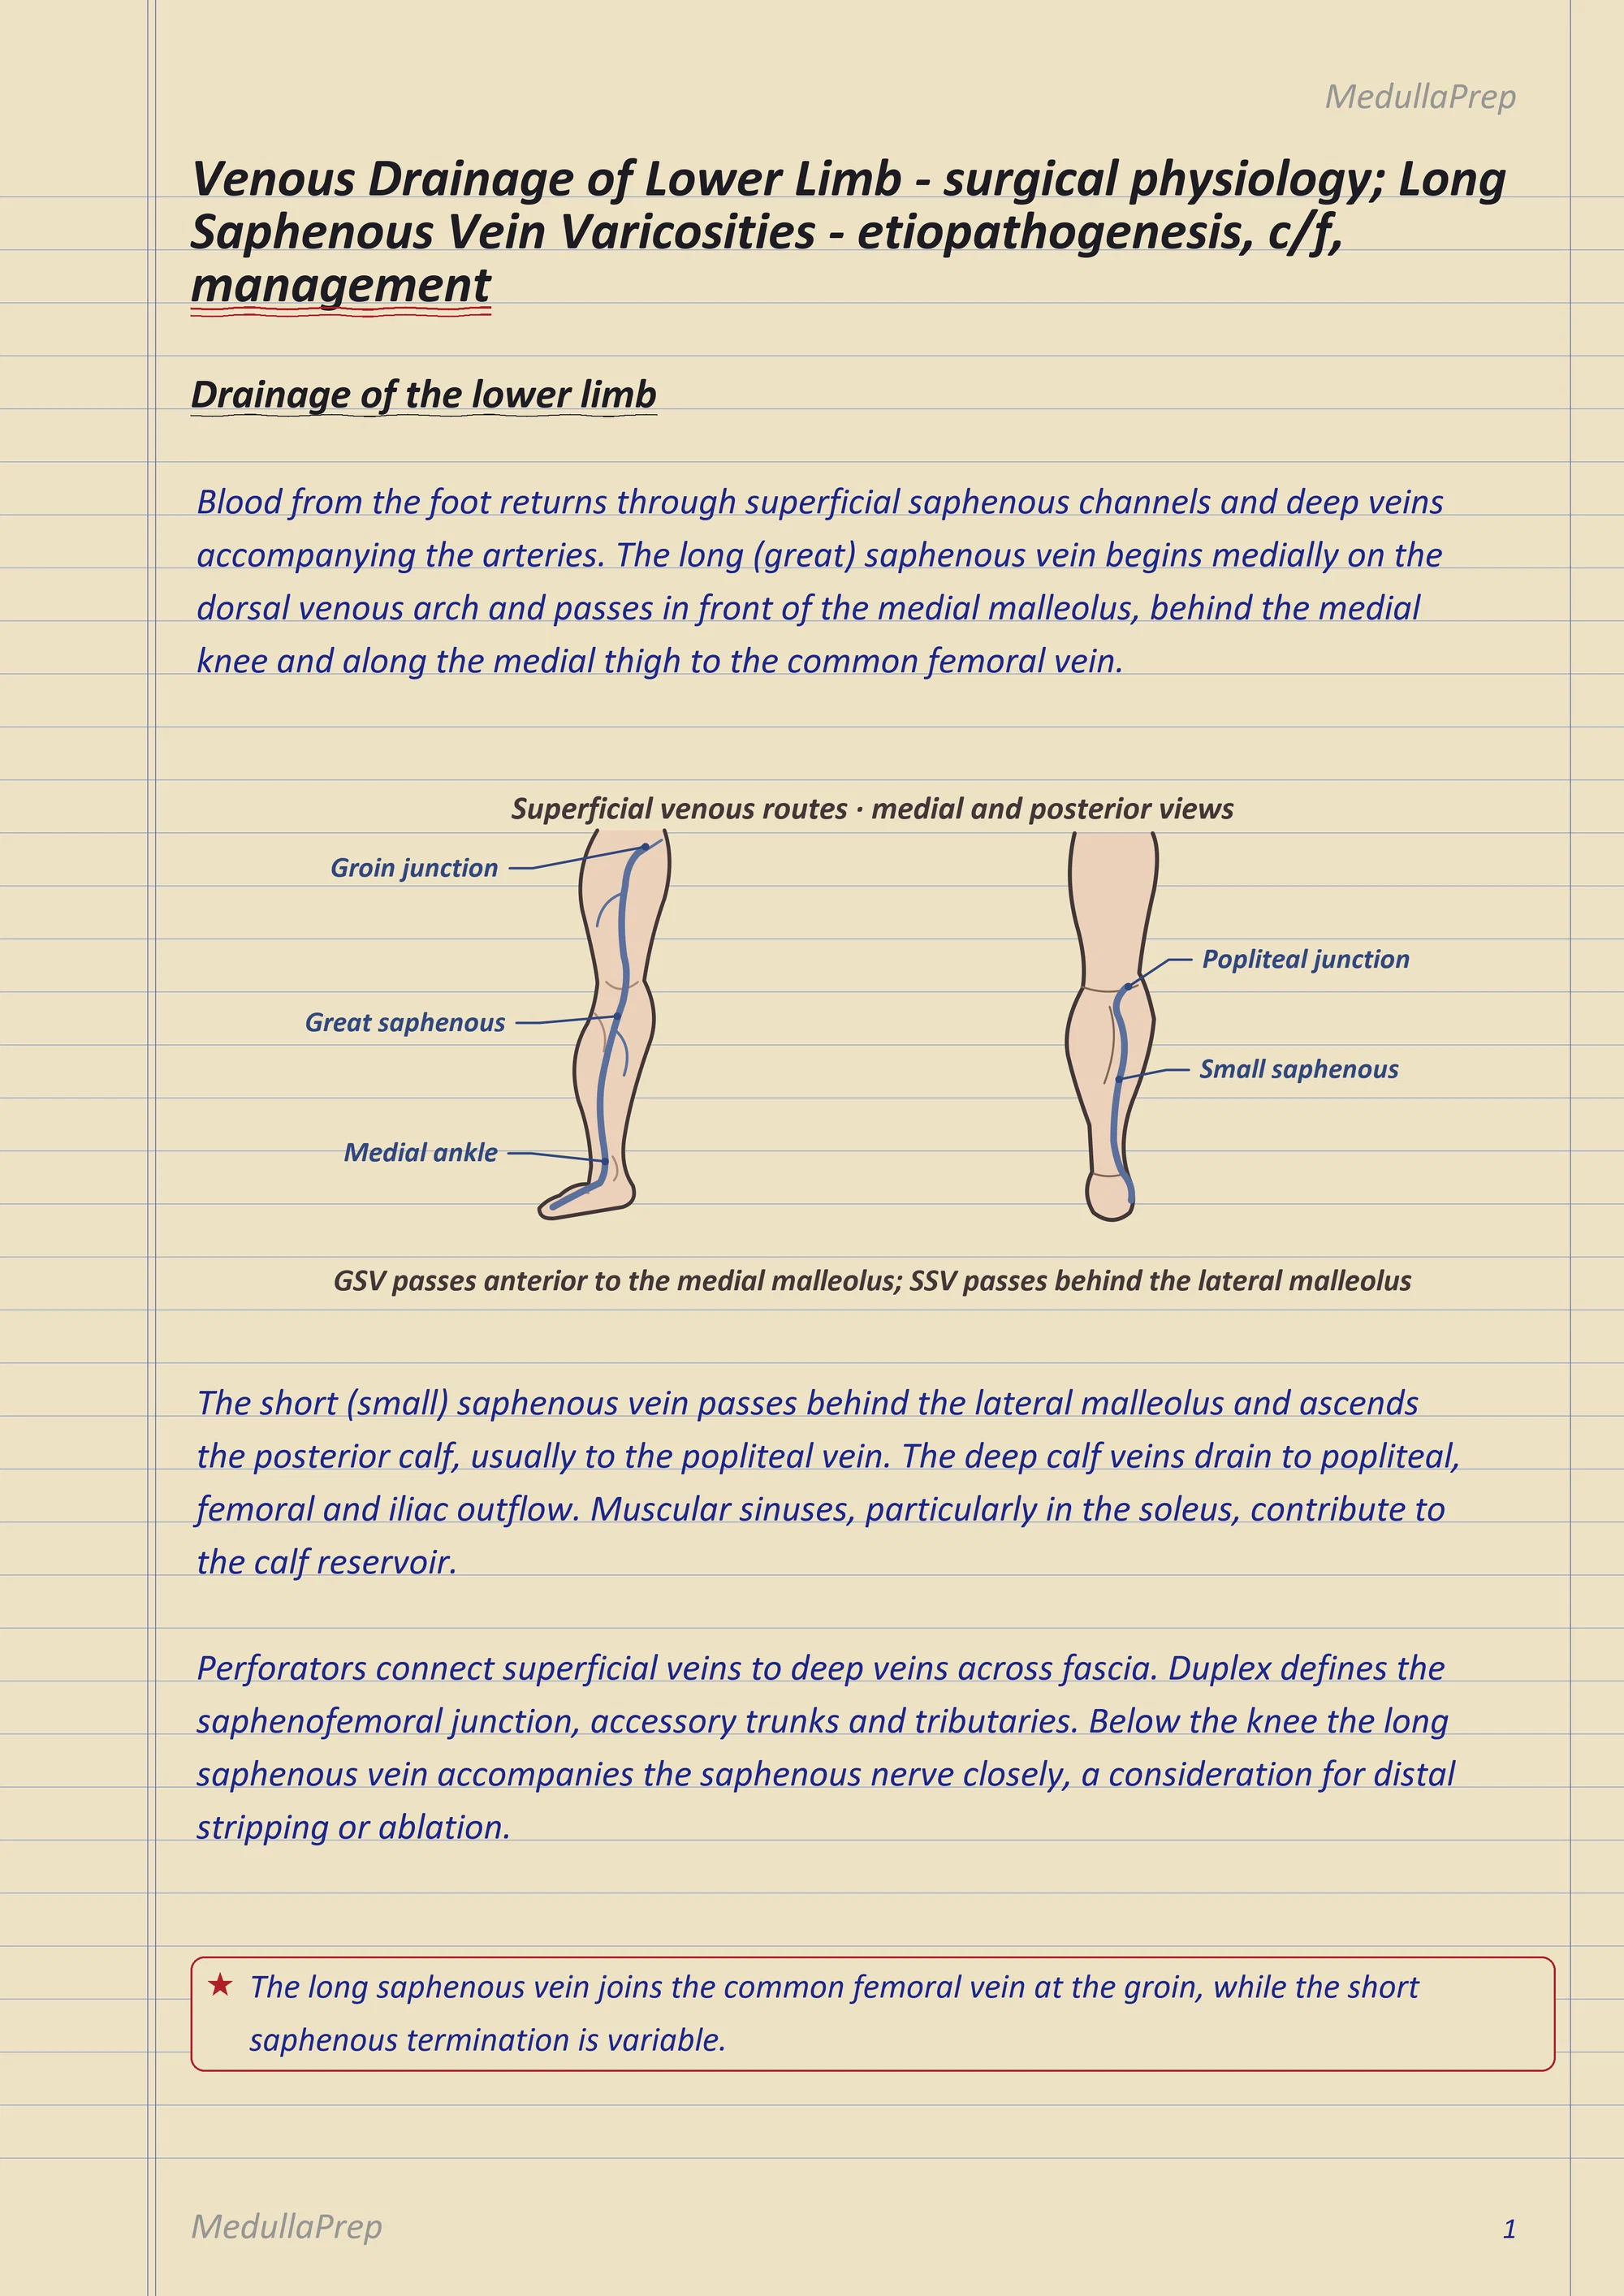 MedullaPrep
Venous Drainage of Lower Limb - surgical physiology; Long
Saphenous Vein Varicosities - etiopathogenesis, c/f,
management
Drainage of the lower limb
Blood from the foot returns through superficial saphenous channels and deep veins
accompanying the arteries. The long (great) saphenous vein begins medially on the
dorsal venous arch and passes in front of the medial malleolus, behind the medial
knee and along the medial thigh to the common femoral vein.
Superficial venous routes · medial and posterior views
Groin junction
Popliteal junction
Great saphenous
Small saphenous
Medial ankle
GSV passes anterior to the medial malleolus; SSV passes behind the lateral malleolus
The short (small) saphenous vein passes behind the lateral malleolus and ascends
the posterior calf, usually to the popliteal vein. The deep calf veins drain to popliteal,
femoral and iliac outflow. Muscular sinuses, particularly in the soleus, contribute to
the calf reservoir.
Perforators connect superficial veins to deep veins across fascia. Duplex defines the
saphenofemoral junction, accessory trunks and tributaries. Below the knee the long
saphenous vein accompanies the saphenous nerve closely, a consideration for distal
stripping or ablation.
★ The long saphenous vein joins the common femoral vein at the groin, while the short
saphenous termination is variable.
MedullaPrep
1